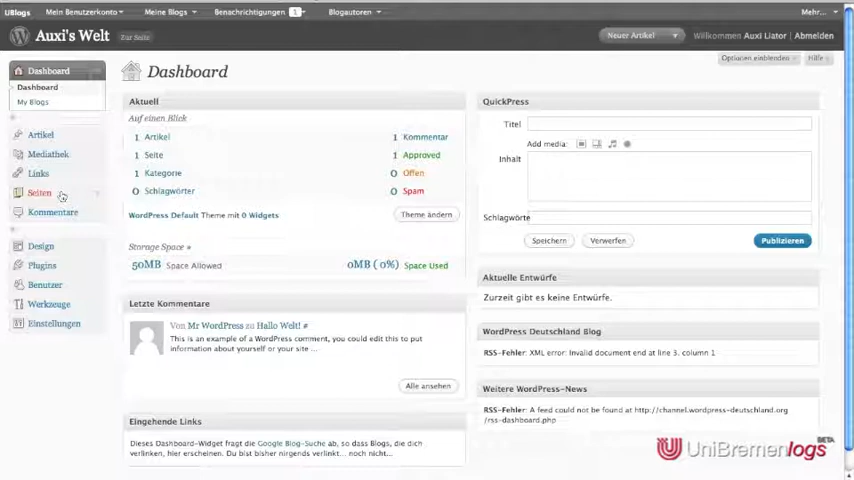 UBlogs Mein Benutzerkonto Meine Blogs Benachrichtigungen 1 Blogautoren Mehr...
Auxi's Welt Zur Seite Neuer Artikel Willkommen Auxi Liator | Abmelden
Optionen einblenden Hilfe
Dashboard
Dashboard
My Blogs
Artikel
Mediathek
Links
Seiten
Kommentare
Design
Plugins
Benutzer
Werkzeuge
Einstellungen
Dashboard
Aktuell
Auf einen Blick
1 Artikel 1 Kommentar
1 Seite 1 Approved
1 Kategorie 0 Offen
0 Schlagwörter 0 Spam
WordPress Default Theme mit 0 Widgets Theme ändern
Storage Space »
50MB Space Allowed 0MB (0%) Space Used
Letzte Kommentare
Von Mr WordPress zu Hallo Welt! #
This is an example of a WordPress comment, you could edit this to put
information about yourself or your site ...
Alle ansehen
Eingehende Links
Dieses Dashboard-Widget fragt die Google Blog-Suche ab, so dass Blogs, die dich
verlinken, hier erscheinen. Du bist bisher nirgends verlinkt... noch nicht...
QuickPress
Titel
Add media:
Inhalt
Schlagwörte
Speichern Verwerfen Publizieren
Aktuelle Entwürfe
Zurzeit gibt es keine Entwürfe.
WordPress Deutschland Blog
RSS-Fehler: XML error: Invalid document end at line 3, column 1
Weitere WordPress-News
RSS-Fehler: A feed could not be found at http://channel.wordpress-deutschland.org
/rss-dashboard.php
UniBremenlogs BETA